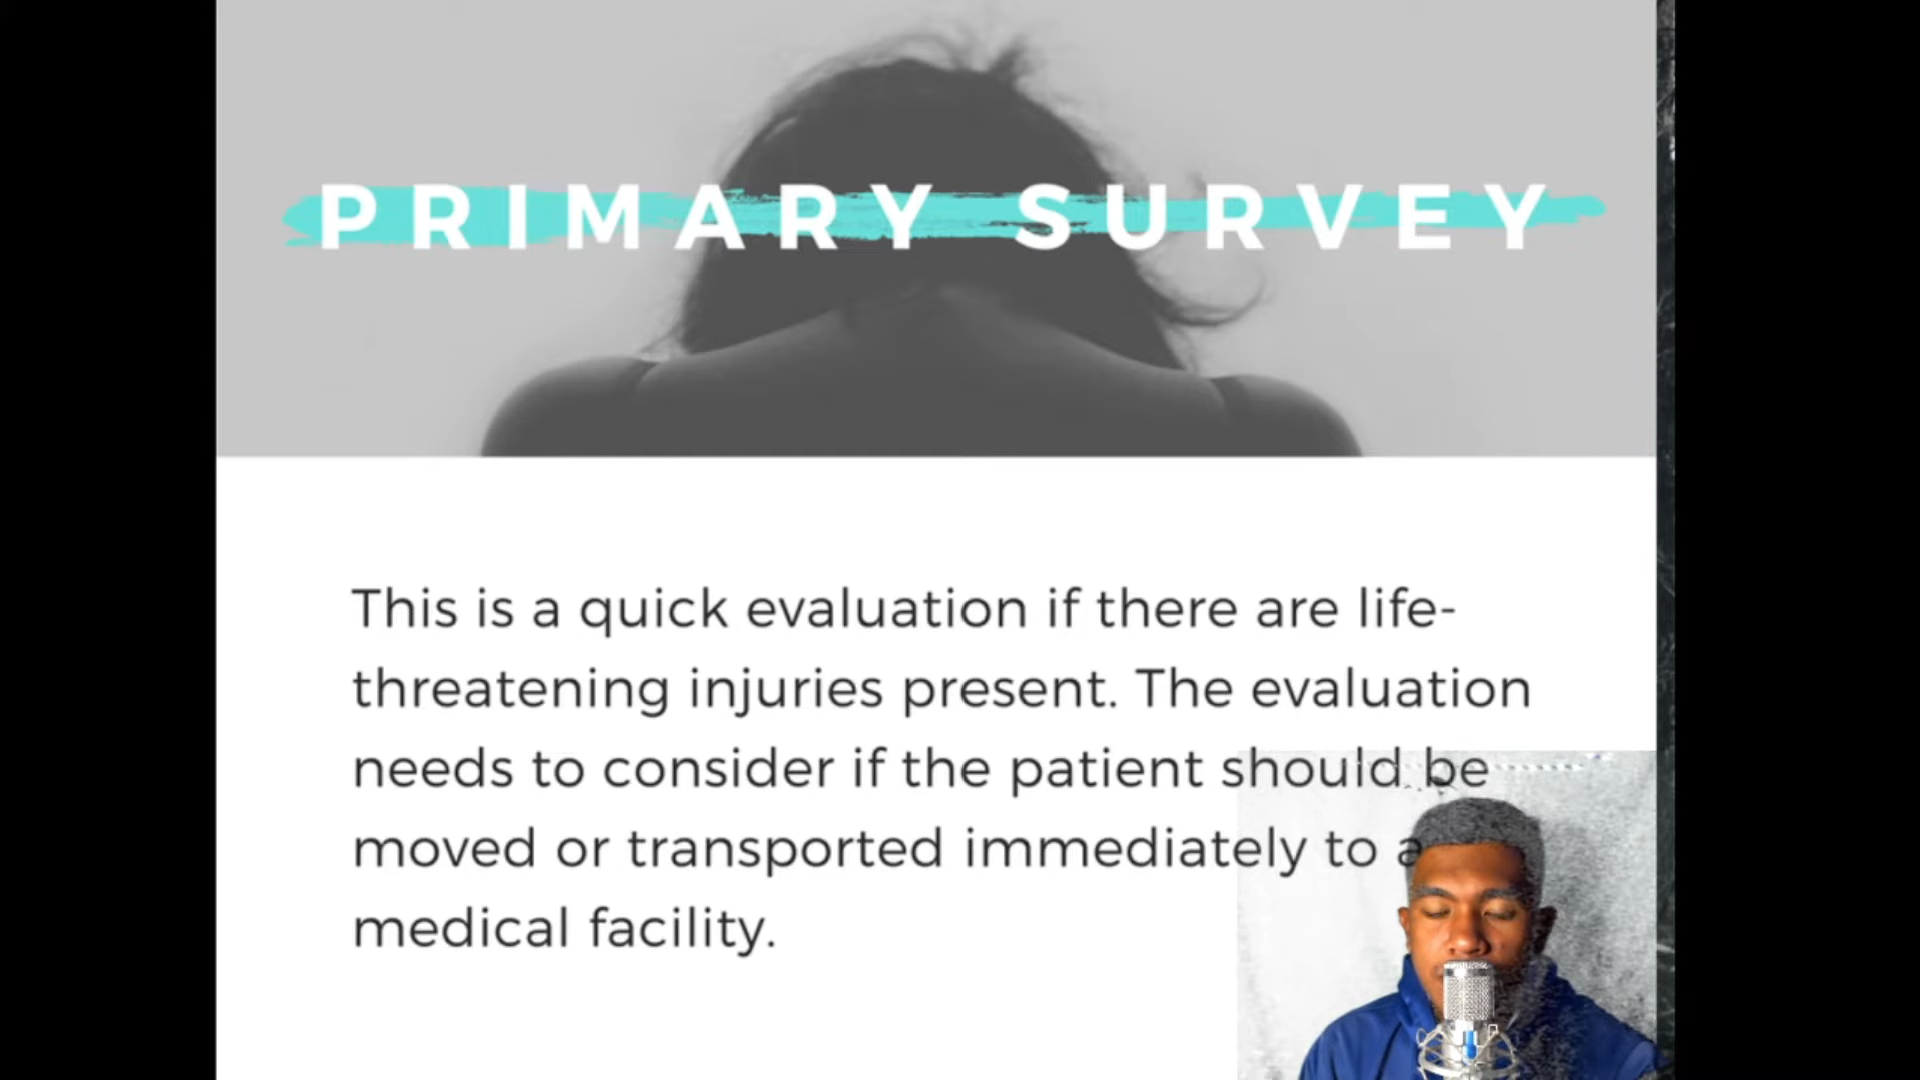 PRIMARY SURVEY
This is a quick evaluation if there are life-
threatening injuries present. The evaluation
needs to consider if the patient should be
moved or transported immediately to a
medical facility.